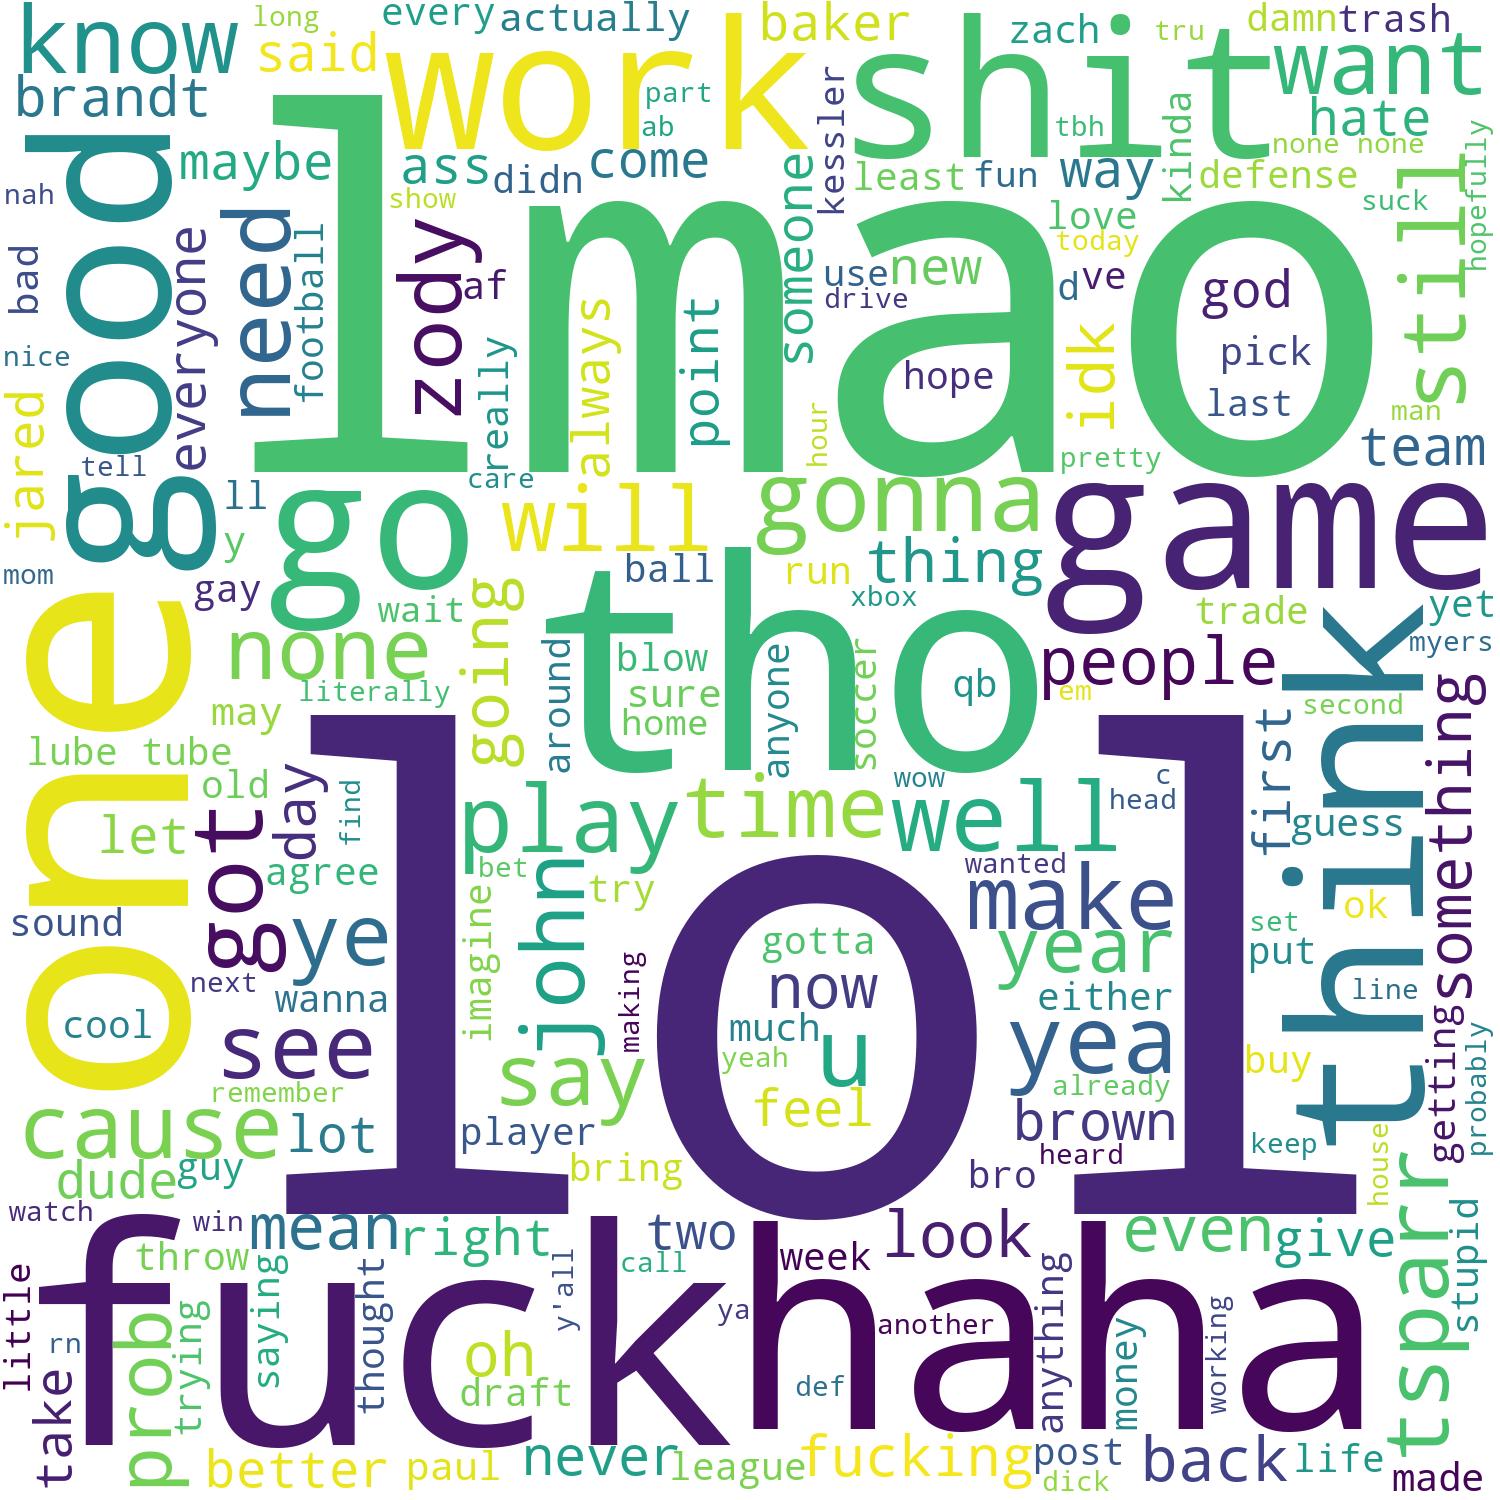 long
every
actually
baker
zach
tru
damn
trash
know
said
work
shit
want
brandt
part
kessler
hate
ab
tbh
kinda
none none
hopefully
good
maybe
ass
didn
come
someone
least
fun
way
defense
still
nah
show
love
suck
need
football
zody
lmao
today
bad
everyone
af
use
new
d
ve
god
drive
always
point
idk
pick
nice
really
hope
last
man
jared
tell
care
hour
pretty
team
ll
go
will
gonna
game
y
thing
mom
gay
ball
run
xbox
wait
going
tho
trade
yet
one
none
around
blow
anyone
soccer
people
think
myers
literally
sure
qb
em
may
home
second
something
lube tube
lol
first
old
day
find
play
time
wow
well
c
head
let
got
guess
agree
bet
wanted
john
try
make
ok
sound
ye
imagine
gotta
year
set
put
next
making
now
wanna
either
line
cool
much
u
yea
getting
see
say
yeah
buy
probably
remember
feel
already
cause
lot
player
brown
keep
house
dude
guy
bring
bro
heard
tsparr
watch
win
mean
right
two
look
even
give
stupid
throw
y'all
call
week
little
fuck
haha
anything
prob
trying
saying
thought
ya
another
money
working
rn
oh
take
draft
def
better
paul
never
league
fucking
post
back
life
dick
made